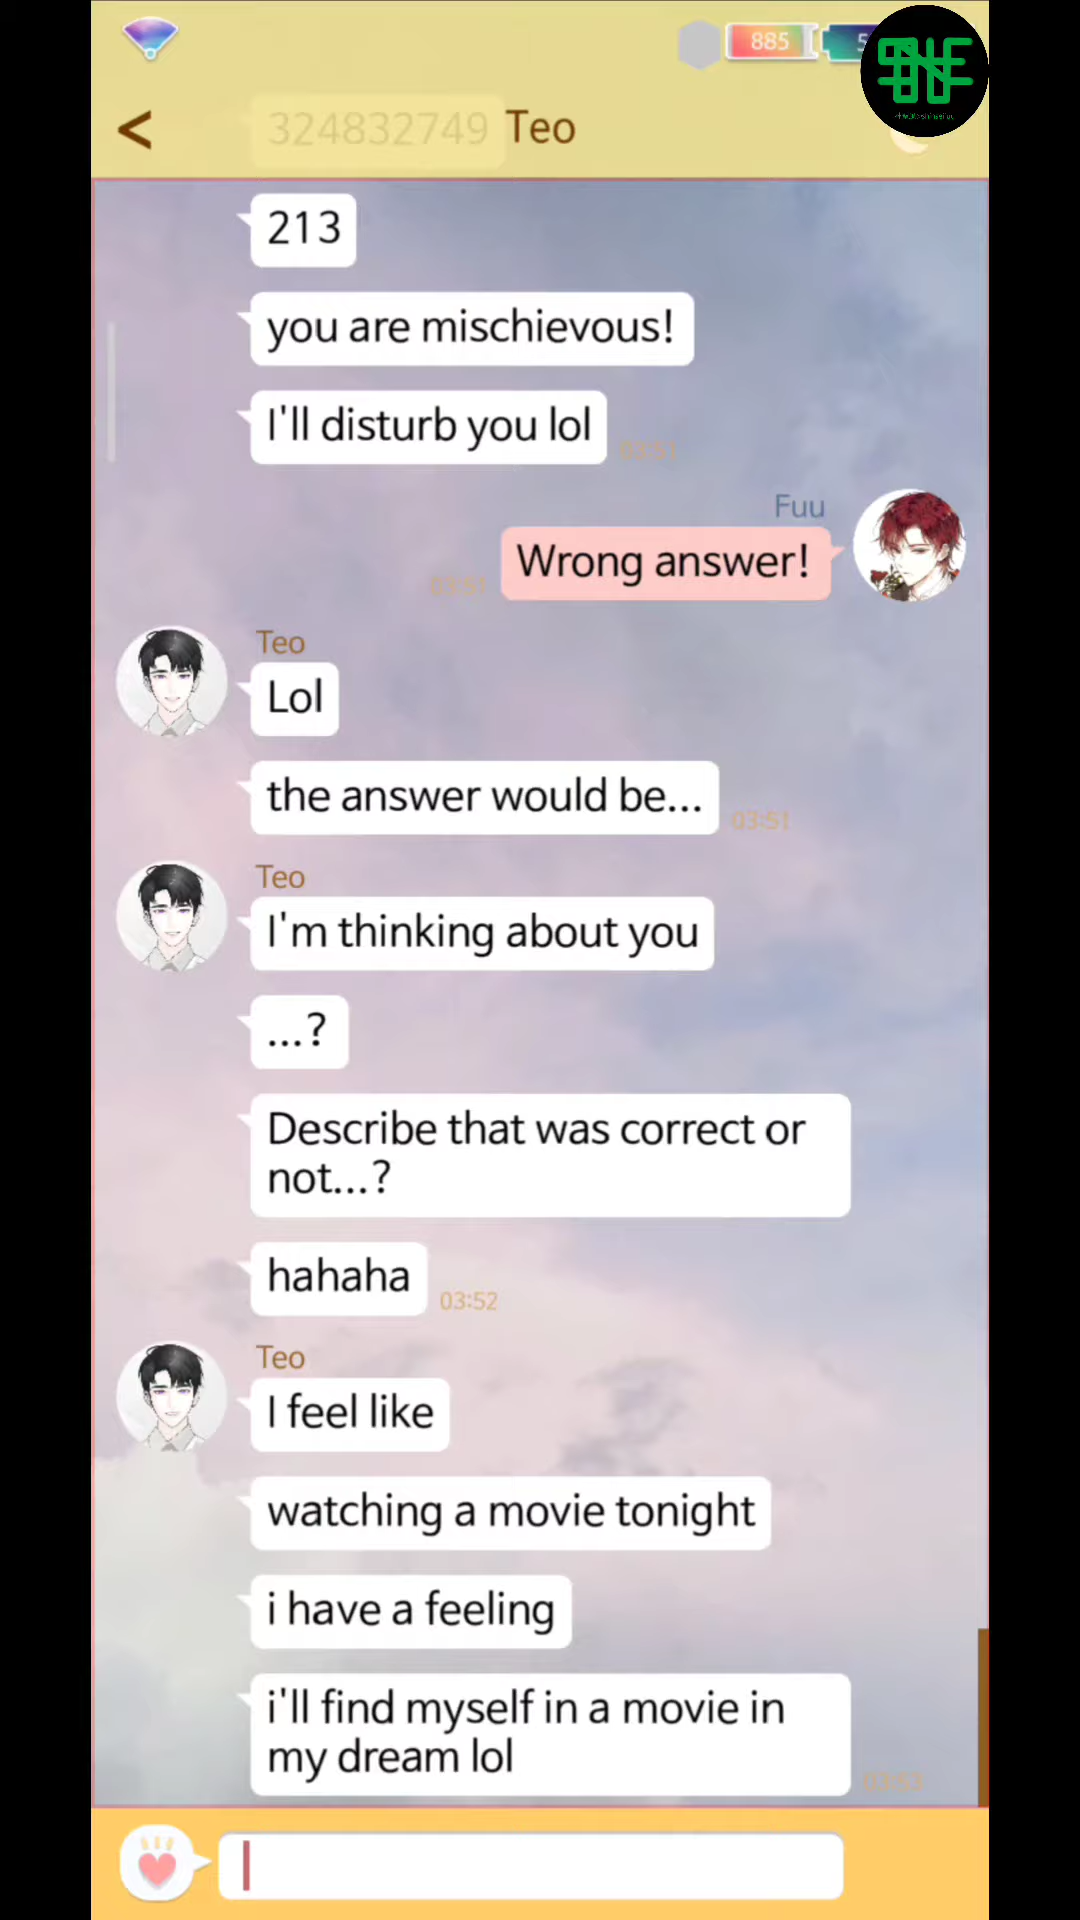 885
5
324832749
Teo
213
you are mischievous!
I'll disturb you lol
03:51
Fuu
Wrong answer!
03:51
Teo
Lol
the answer would be...
03:51
Teo
I'm thinking about you
...?
Describe that was correct or
not...?
hahaha
03:52
Teo
I feel like
watching a movie tonight
i have a feeling
i'll find myself in a movie in
my dream lol
03:53